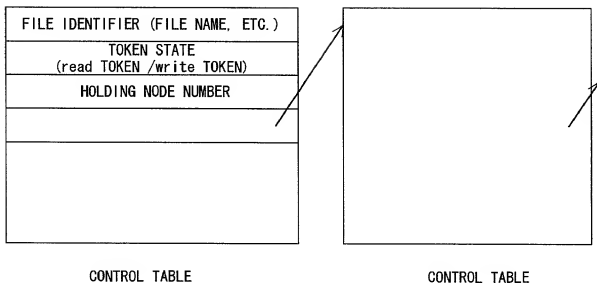 FILE IDENTIFIER (FILE NAME, ETC.)
TOKEN STATE
(read TOKEN /write TOKEN)
HOLDING NODE NUMBER
CONTROL TABLE
CONTROL TABLE